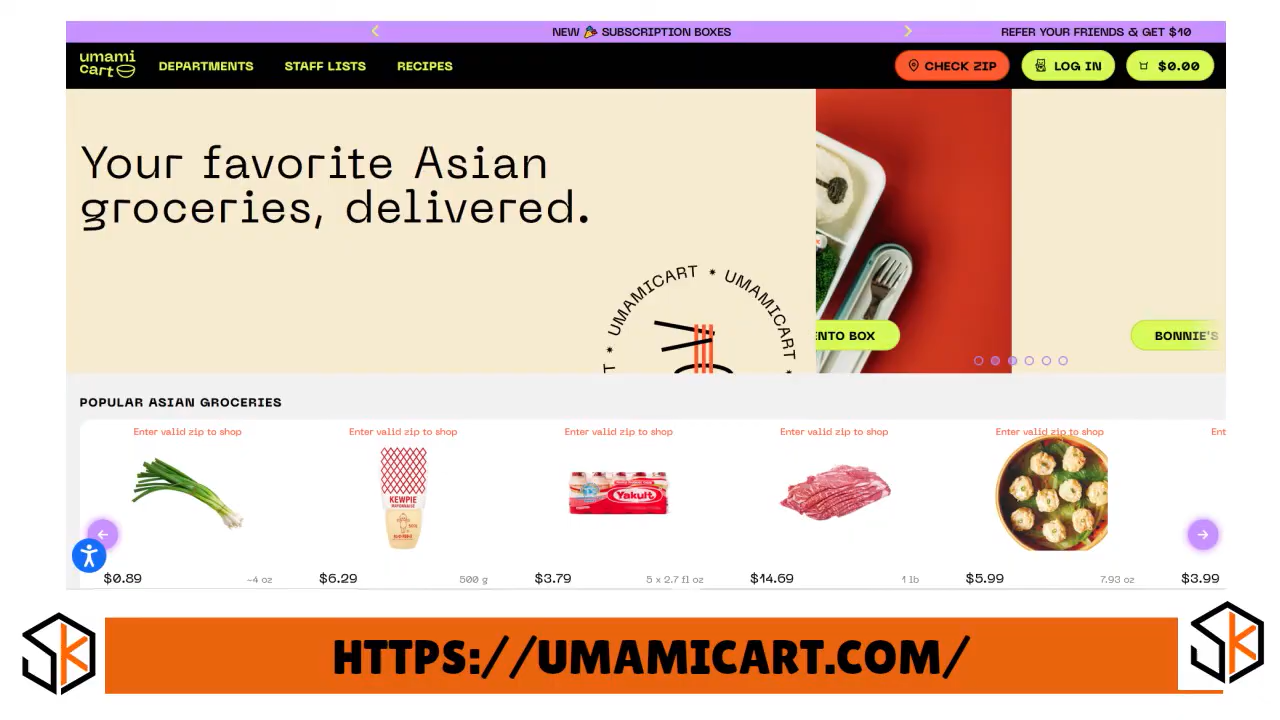 NEW 🎉 SUBSCRIPTION BOXES
REFER YOUR FRIENDS & GET $10
umami
cart
DEPARTMENTS
STAFF LISTS
RECIPES
CHECK ZIP
LOG IN
$0.00
Your favorite Asian
groceries, delivered.
UMAMICART * UMAMICART *
ENTO BOX
BONNIE'S
POPULAR ASIAN GROCERIES
Enter valid zip to shop
Enter valid zip to shop
Enter valid zip to shop
Enter valid zip to shop
Enter valid zip to shop
Ent
KEWPIE
Yakult
$0.89
~4 oz
$6.29
500 g
$3.79
5 x 2.7 fl oz
$14.69
1 lb
$5.99
7.93 oz
$3.99
SK
HTTPS://UMAMICART.COM/
SK